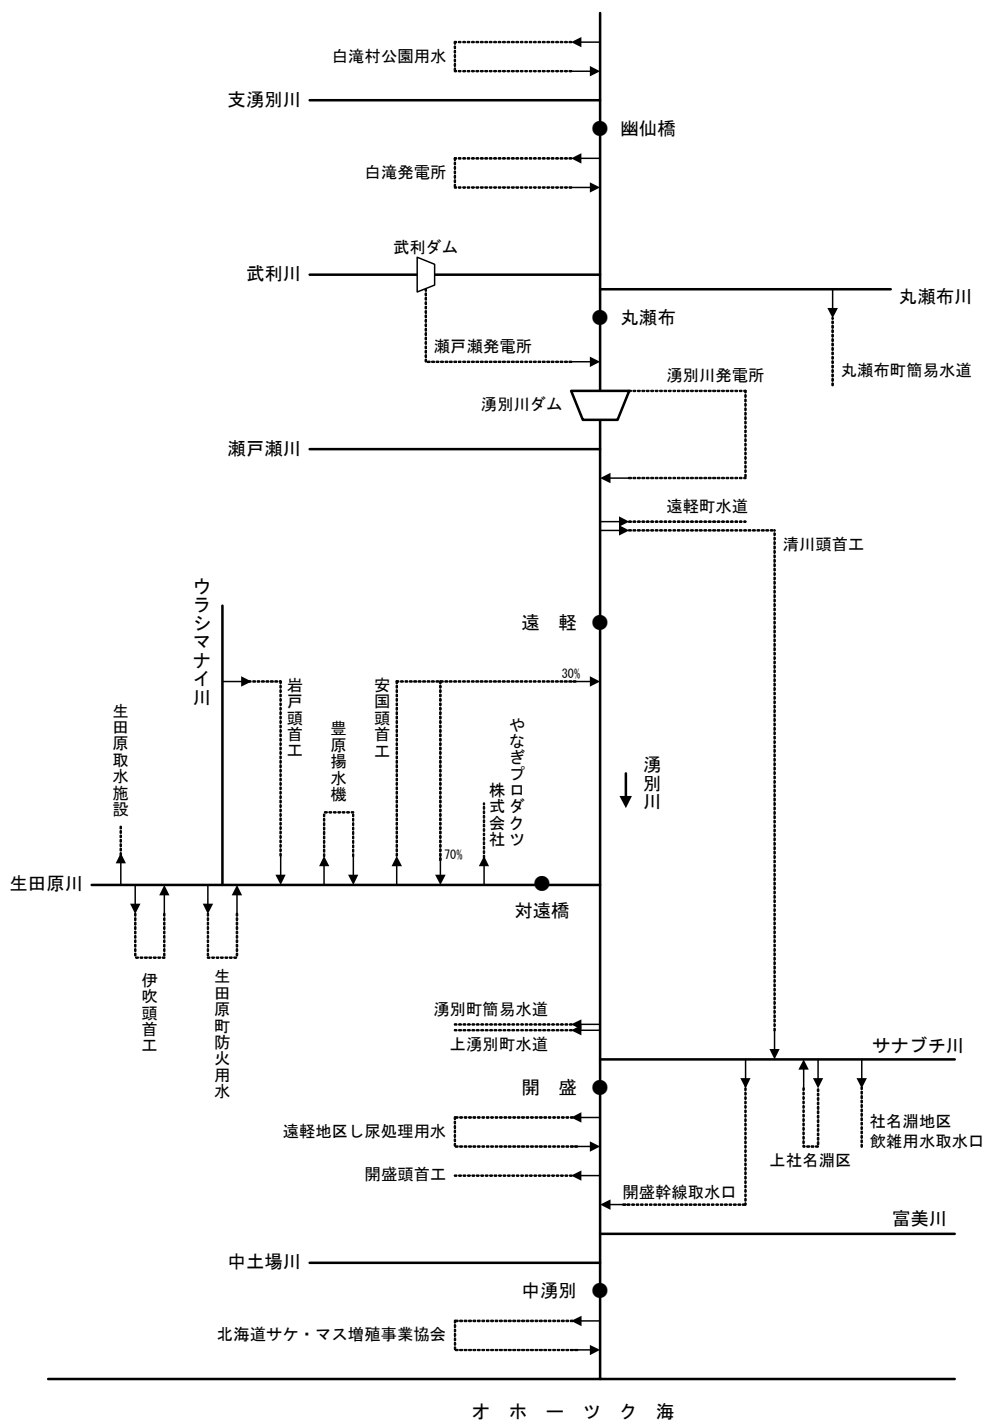 白滝村公園用水
支湧別川
幽仙橋
白滝発電所
武利ダム
武利川
丸瀬布川
丸瀬布
瀬戸瀬発電所
丸瀬布町簡易水道
湧別川発電所
湧別川ダム
瀬戸瀬川
遠軽町水道
清川頭首工
ウラシマナイ川
遠 軽
30%
岩戸頭首工
安国頭首工
生田原取水施設
豊原揚水機
やなぎプロダクツ
株式会社
湧別川
70%
生田原川
対遠橋
伊吹頭首工
生田原町防火用水
湧別町簡易水道
上湧別町水道
サナブチ川
開 盛
社名淵地区
飲雑用水取水口
遠軽地区し尿処理用水
上社名淵区
開盛頭首工
開盛幹線取水口
富美川
中土場川
中湧別
北海道サケ・マス増殖事業協会
オ ホ ー ツ ク 海